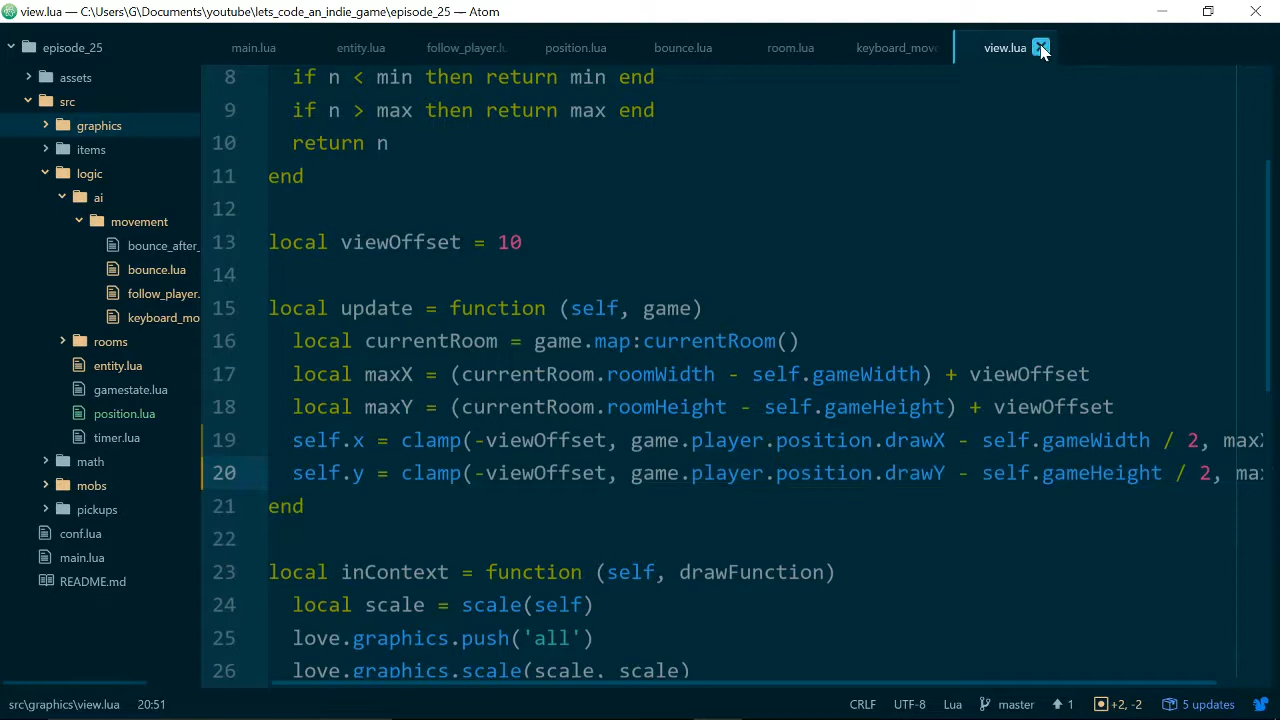 view.lua — C:\Users\G\Documents\youtube\lets_code_an_indie_game\episode_25 — Atom
episode_25
main.lua
entity.lua
follow_player.lu
position.lua
bounce.lua
room.lua
keyboard_move
view.lua
assets
src
graphics
items
logic
ai
movement
bounce_after_
bounce.lua
follow_player.
keyboard_mo
rooms
entity.lua
gamestate.lua
position.lua
timer.lua
math
mobs
pickups
conf.lua
main.lua
README.md
8 if n < min then return min end
9 if n > max then return max end
10 return n
11 end
12
13 local viewOffset = 10
14
15 local update = function (self, game)
16 local currentRoom = game.map:currentRoom()
17 local maxX = (currentRoom.roomWidth - self.gameWidth) + viewOffset
18 local maxY = (currentRoom.roomHeight - self.gameHeight) + viewOffset
19 self.x = clamp(-viewOffset, game.player.position.drawX - self.gameWidth / 2, maxX
20 self.y = clamp(-viewOffset, game.player.position.drawY - self.gameHeight / 2, ma
21 end
22
23 local inContext = function (self, drawFunction)
24 local scale = scale(self)
25 love.graphics.push('all')
26 love.graphics.scale(scale, scale)
src\graphics\view.lua 20:51
CRLF UTF-8 Lua master 1 +2, -2 5 updates